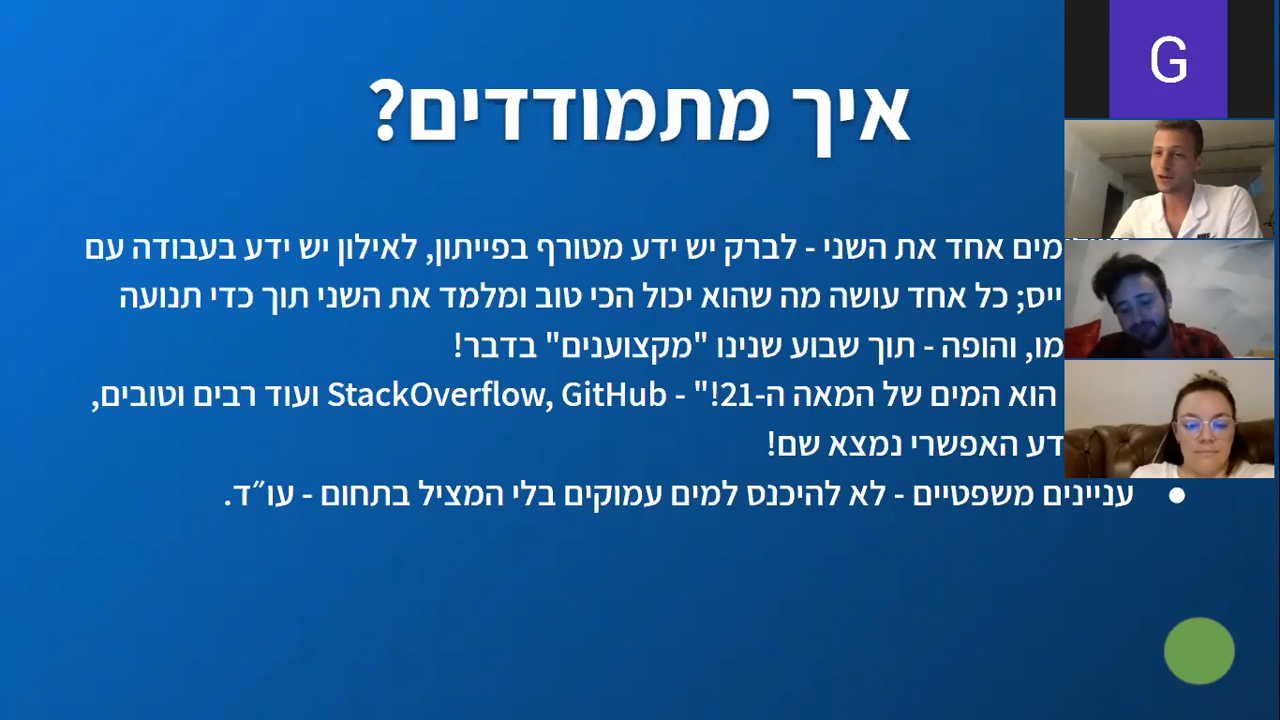 איך מתמודדים?
אחד את השני - לברק יש ידע מטורף בפייתון, לאילון יש ידע בעבודה עם
ייס; כל אחד עושה מה שהוא יכול הכי טוב ומלמד את השני תוך כדי תנועה
מו, והופה - תוך שבוע שנינו "מקצוענים" בדבר!
הוא המים של המאה ה-21!" - StackOverflow, GitHub ועוד רבים וטובים,
דע האפשרי נמצא שם!
● עניינים משפטיים - לא להיכנס למים עמוקים בלי המציל בתחום - עו״ד.
G